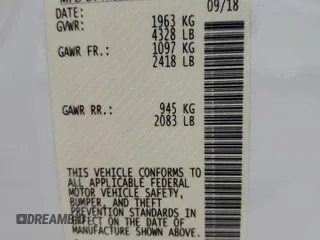 DATE: 09/18
GVWR: 1963 KG
4328 LB
GAWR FR.: 1097 KG
2418 LB
GAWR RR.: 945 KG
2083 LB
THIS VEHICLE CONFORMS TO
ALL APPLICABLE FEDERAL
MOTOR VEHICLE SAFETY,
BUMPER, AND THEFT
PREVENTION STANDARDS IN
EFFECT ON THE DATE OF
MANUFACTURE SHOWN ABOVE.
DREAMBID